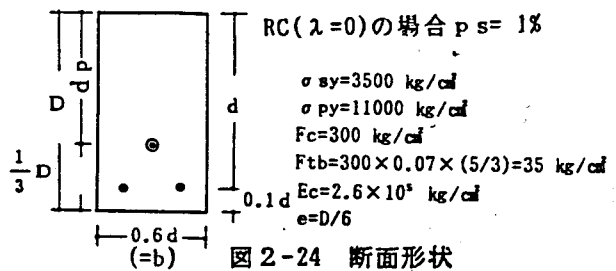 RC(λ=0)の場合ps=1%
D
dp
d
1/3 D
0.1d
0.6d
(=b)
σsy=3500 kg/c㎡
σpy=11000 kg/c㎡
Fc=300 kg/c㎡
Ftb=300×0.07×(5/3)=35 kg/c㎡
Ec=2.6×10⁵ kg/c㎡
e=D/6
図2-24 断面形状